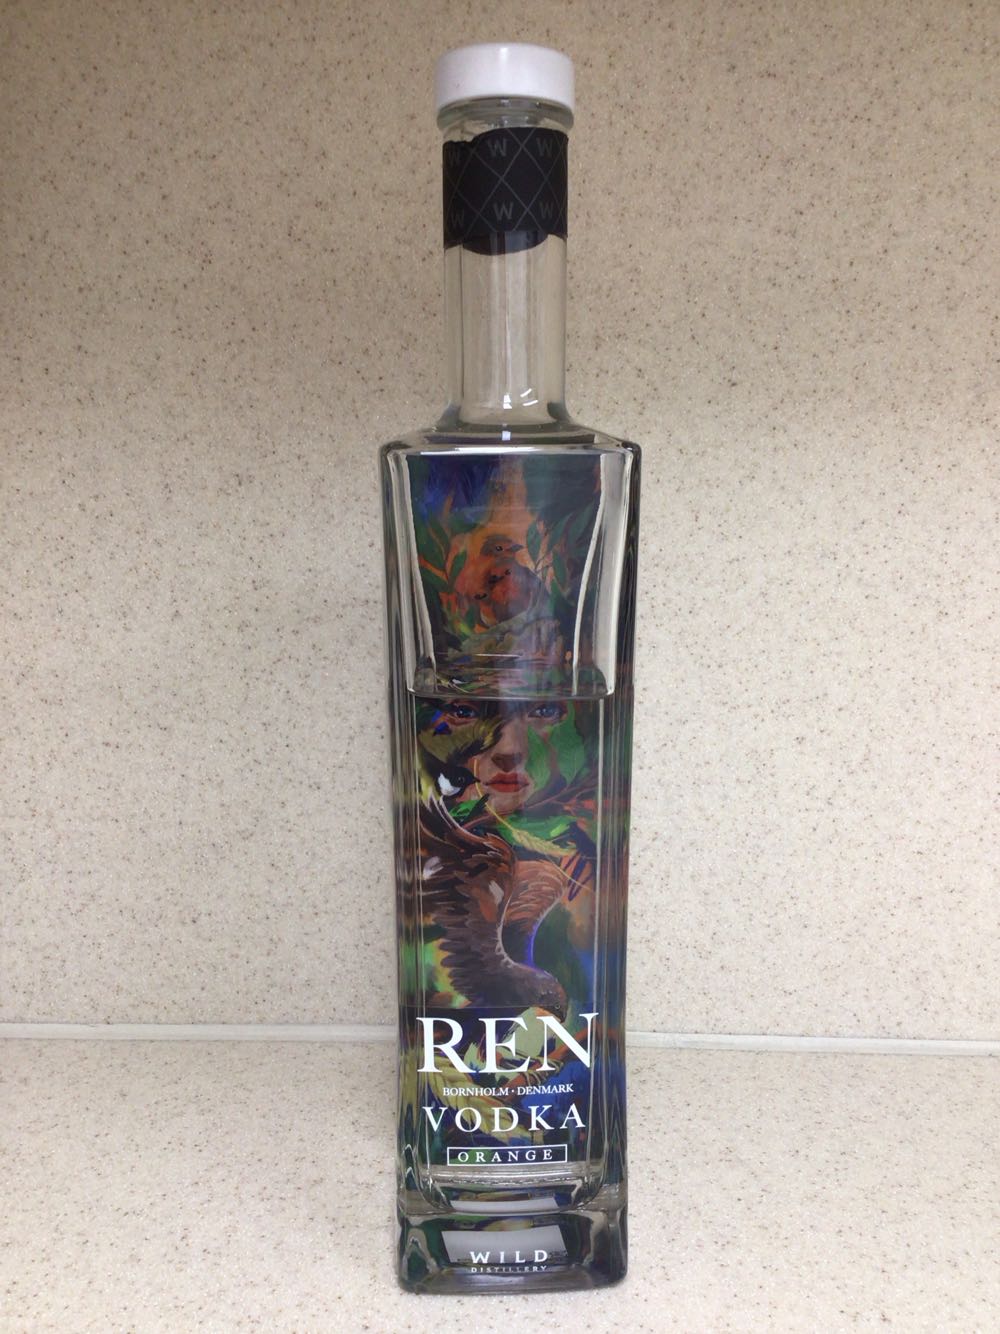 W W W
W W W
REN
BORNHOLM · DENMARK
VODKA
ORANGE
WILD
DISTILLERY